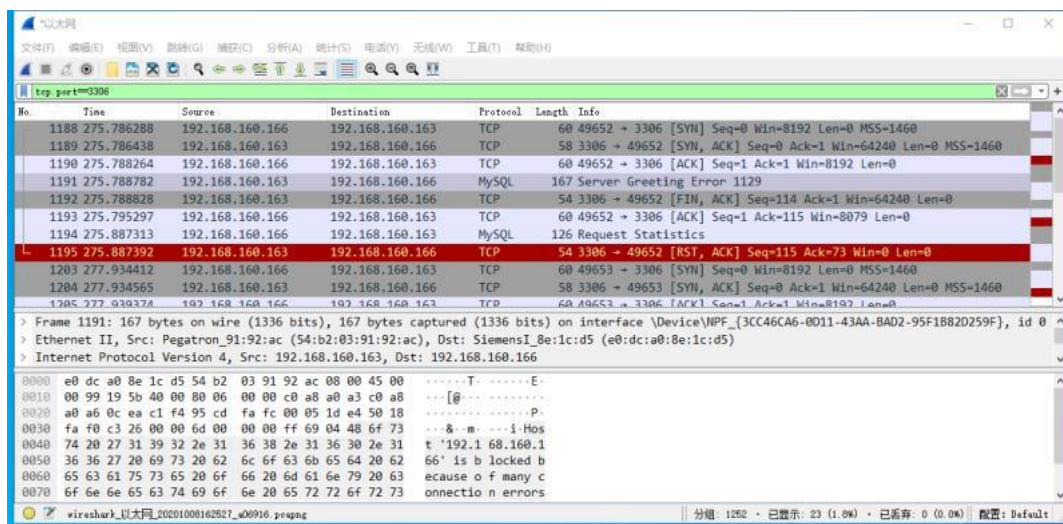 *以太网
文件(F) 编辑(E) 视图(V) 跳转(G) 捕获(C) 分析(A) 统计(S) 电话(Y) 无线(W) 工具(T) 帮助(H)
tcp.port==3306
No. Time Source Destination Protocol Length Info
1188 275.786288 192.168.160.166 192.168.160.163 TCP 60 49652 → 3306 [SYN] Seq=0 Win=8192 Len=0 MSS=1460
1189 275.786438 192.168.160.163 192.168.160.166 TCP 58 3306 → 49652 [SYN, ACK] Seq=0 Ack=1 Win=64240 Len=0 MSS=1460
1190 275.788264 192.168.160.166 192.168.160.163 TCP 60 49652 → 3306 [ACK] Seq=1 Ack=1 Win=8192 Len=0
1191 275.788782 192.168.160.163 192.168.160.166 MySQL 167 Server Greeting Error 1129
1192 275.788828 192.168.160.163 192.168.160.166 TCP 54 3306 → 49652 [FIN, ACK] Seq=114 Ack=1 Win=64240 Len=0
1193 275.795297 192.168.160.166 192.168.160.163 TCP 60 49652 → 3306 [ACK] Seq=1 Ack=115 Win=8079 Len=0
1194 275.887313 192.168.160.166 192.168.160.163 MySQL 126 Request Statistics
1195 275.887392 192.168.160.163 192.168.160.166 TCP 54 3306 → 49652 [RST, ACK] Seq=115 Ack=73 Win=0 Len=0
1203 277.934412 192.168.160.166 192.168.160.163 TCP 60 49653 → 3306 [SYN] Seq=0 Win=8192 Len=0 MSS=1460
1204 277.934565 192.168.160.163 192.168.160.166 TCP 58 3306 → 49653 [SYN, ACK] Seq=0 Ack=1 Win=64240 Len=0 MSS=1460
1205 277.939374 192.168.160.166 192.168.160.163 TCP 60 49653 → 3306 [ACK] Seq=1 Ack=1 Win=8192 Len=0
> Frame 1191: 167 bytes on wire (1336 bits), 167 bytes captured (1336 bits) on interface \Device\NPF_{3CC46CA6-0D11-43AA-BAD2-95F1B82D259F}, id 0
> Ethernet II, Src: Pegatron_91:92:ac (54:b2:03:91:92:ac), Dst: SiemensI_8e:1c:d5 (e0:dc:a0:8e:1c:d5)
> Internet Protocol Version 4, Src: 192.168.160.163, Dst: 192.168.160.166
0000 e0 dc a0 8e 1c d5 54 b2 03 91 92 ac 08 00 45 00 ······T· ······E·
0010 00 99 19 5b 40 00 80 06 00 00 c0 a8 a0 a3 c0 a8 ···[@··· ········
0020 a0 a6 0c ea c1 f4 95 cd fa fc 00 05 1d e4 50 18 ········ ······P·
0030 fa f0 c3 26 00 00 6d 00 00 00 ff 69 04 48 6f 73 ···&··m· ···i·Hos
0040 74 20 27 31 39 32 2e 31 36 38 2e 31 36 30 2e 31 t '192.1 68.160.1
0050 36 36 27 20 69 73 20 62 6c 6f 63 6b 65 64 20 62 66' is b locked b
0060 65 63 61 75 73 65 20 6f 66 20 6d 61 6e 79 20 63 ecause o f many c
0070 6f 6e 6e 65 63 74 69 6f 6e 20 65 72 72 6f 72 73 onnectio n errors
wireshark_以太网_20201008162527_a06916.pcapng 分组: 1252 · 已显示: 23 (1.8%) · 已丢弃: 0 (0.0%) 配置: Default